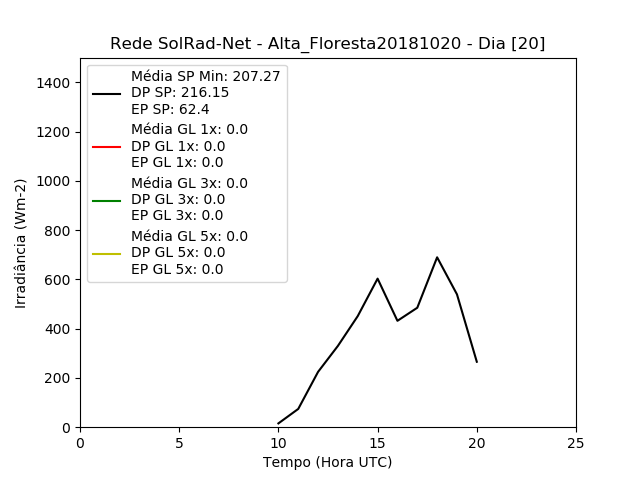 Rede SolRad-Net - Alta_Floresta20181020 - Dia [20]
Média SP Min: 207.27
DP SP: 216.15
EP SP: 62.4
Média GL 1x: 0.0
DP GL 1x: 0.0
EP GL 1x: 0.0
Média GL 3x: 0.0
DP GL 3x: 0.0
EP GL 3x: 0.0
Média GL 5x: 0.0
DP GL 5x: 0.0
EP GL 5x: 0.0
Irradiância (Wm-2)
1400
1200
1000
800
600
400
200
0
0 5 10 15 20 25
Tempo (Hora UTC)